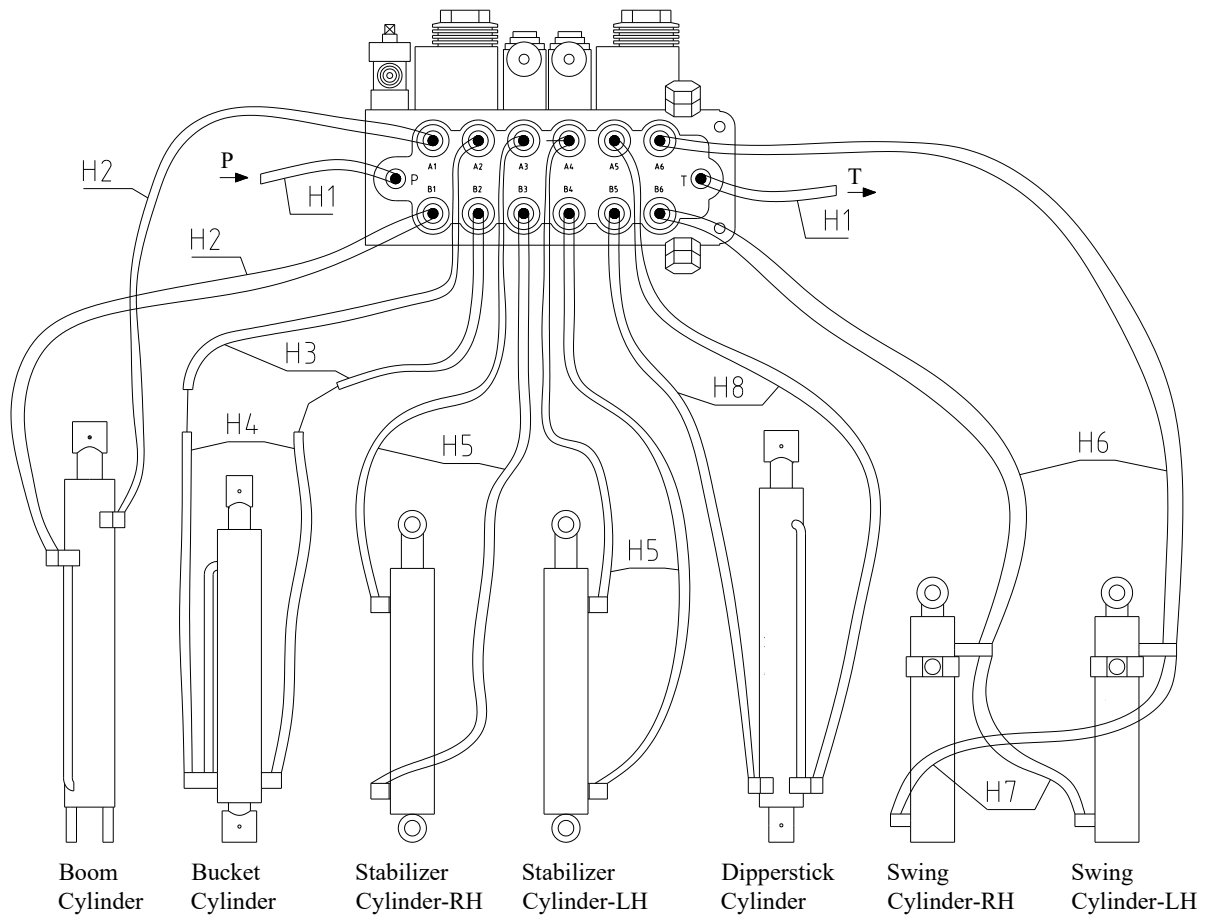 A1 A2 A3 A4 A5 A6
H2
P
P
T
T
B1 B2 B3 B4 B5 B6
H1
H1
H2
H3
H8
H4
H5
H6
H5
H7
Boom
Cylinder
Bucket
Cylinder
Stabilizer
Cylinder-RH
Stabilizer
Cylinder-LH
Dipperstick
Cylinder
Swing
Cylinder-RH
Swing
Cylinder-LH